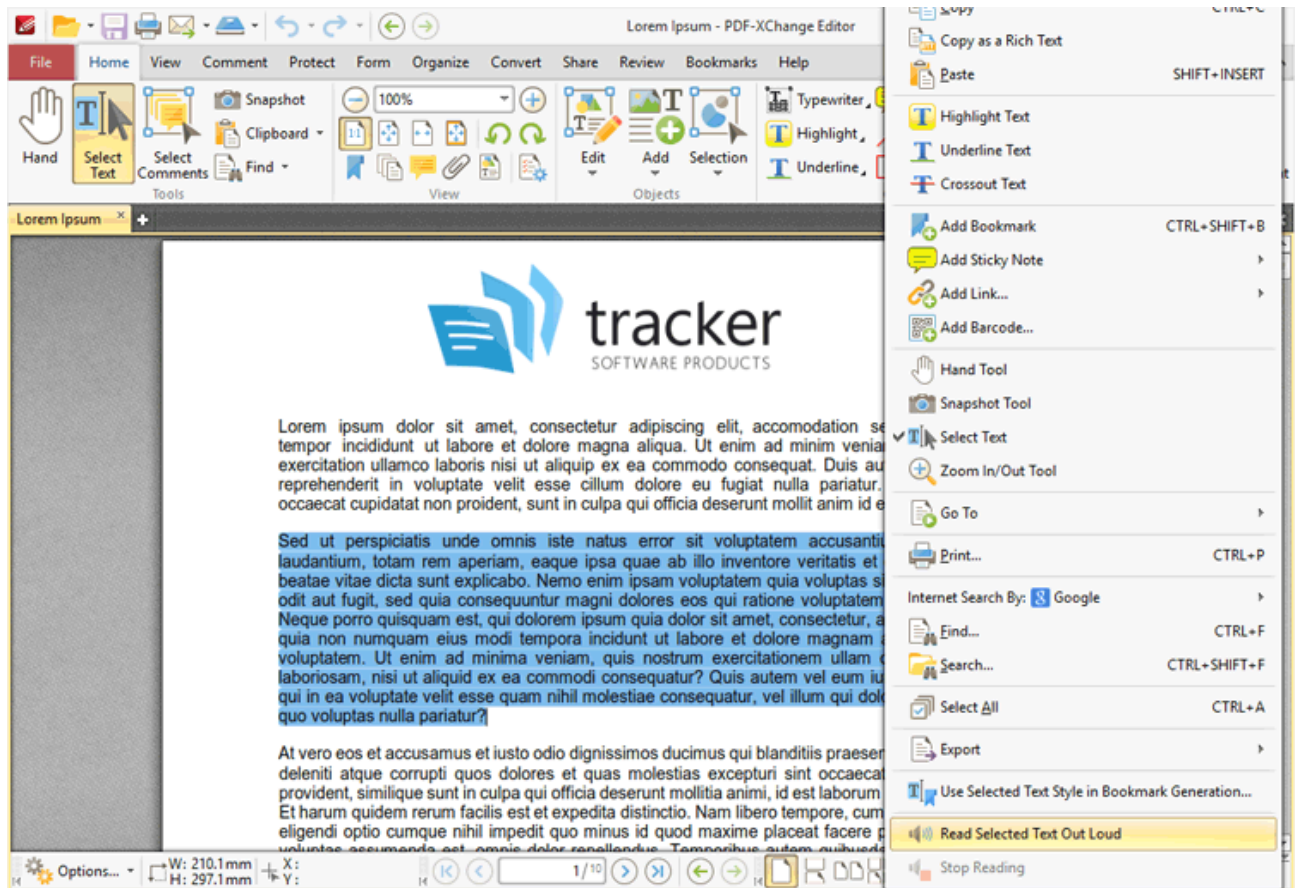 Lorem Ipsum - PDF-XChange Editor
File Home View Comment Protect Form Organize Convert Share Review Bookmarks Help
Hand
Select Text
Select Comments
Snapshot
Clipboard
Find
Tools
100%
1:1
View
Edit
Add
Selection
Objects
Typewriter
Highlight
Underline
Lorem Ipsum ×
tracker
SOFTWARE PRODUCTS
Lorem ipsum dolor sit amet, consectetur adipiscing elit, accomodation
tempor incididunt ut labore et dolore magna aliqua. Ut enim ad minim
exercitation ullamco laboris nisi ut aliquip ex ea commodo consequat. Duis
reprehenderit in voluptate velit esse cillum dolore eu fugiat nulla pariatur.
occaecat cupidatat non proident, sunt in culpa qui officia deserunt mollit anim id
Sed ut perspiciatis unde omnis iste natus error sit voluptatem
laudantium, totam rem aperiam, eaque ipsa quae ab illo inventore veritatis et
beatae vitae dicta sunt explicabo. Nemo enim ipsam voluptatem quia voluptas
odit aut fugit, sed quia consequuntur magni dolores eos qui ratione voluptatem
Neque porro quisquam est, qui dolorem ipsum quia dolor sit amet, consectetur,
quia non numquam eius modi tempora incidunt ut labore et dolore magnam
voluptatem. Ut enim ad minima veniam, quis nostrum exercitationem ullam
laboriosam, nisi ut aliquid ex ea commodi consequatur? Quis autem vel eum
qui in ea voluptate velit esse quam nihil molestiae consequatur, vel illum qui
quo voluptas nulla pariatur?
At vero eos et accusamus et iusto odio dignissimos ducimus qui blanditiis
deleniti atque corrupti quos dolores et quas molestias excepturi sint
provident, similique sunt in culpa qui officia deserunt mollitia animi, id est laborum
Et harum quidem rerum facilis est et expedita distinctio. Nam libero tempore, cum
eligendi optio cumque nihil impedit quo minus id quod maxime placeat facere
voluptas assumenda est, omnis dolor repellendus. Temporibus autem
Copy CTRL+C
Copy as a Rich Text
Paste SHIFT+INSERT
Highlight Text
Underline Text
Crossout Text
Add Bookmark CTRL+SHIFT+B
Add Sticky Note
Add Link...
Add Barcode...
Hand Tool
Snapshot Tool
Select Text
Zoom In/Out Tool
Go To
Print... CTRL+P
Internet Search By: Google
Find... CTRL+F
Search... CTRL+SHIFT+F
Select All CTRL+A
Export
Use Selected Text Style in Bookmark Generation...
Read Selected Text Out Loud
Stop Reading
Options...
W: 210.1 mm X:
H: 297.1 mm Y:
1/10